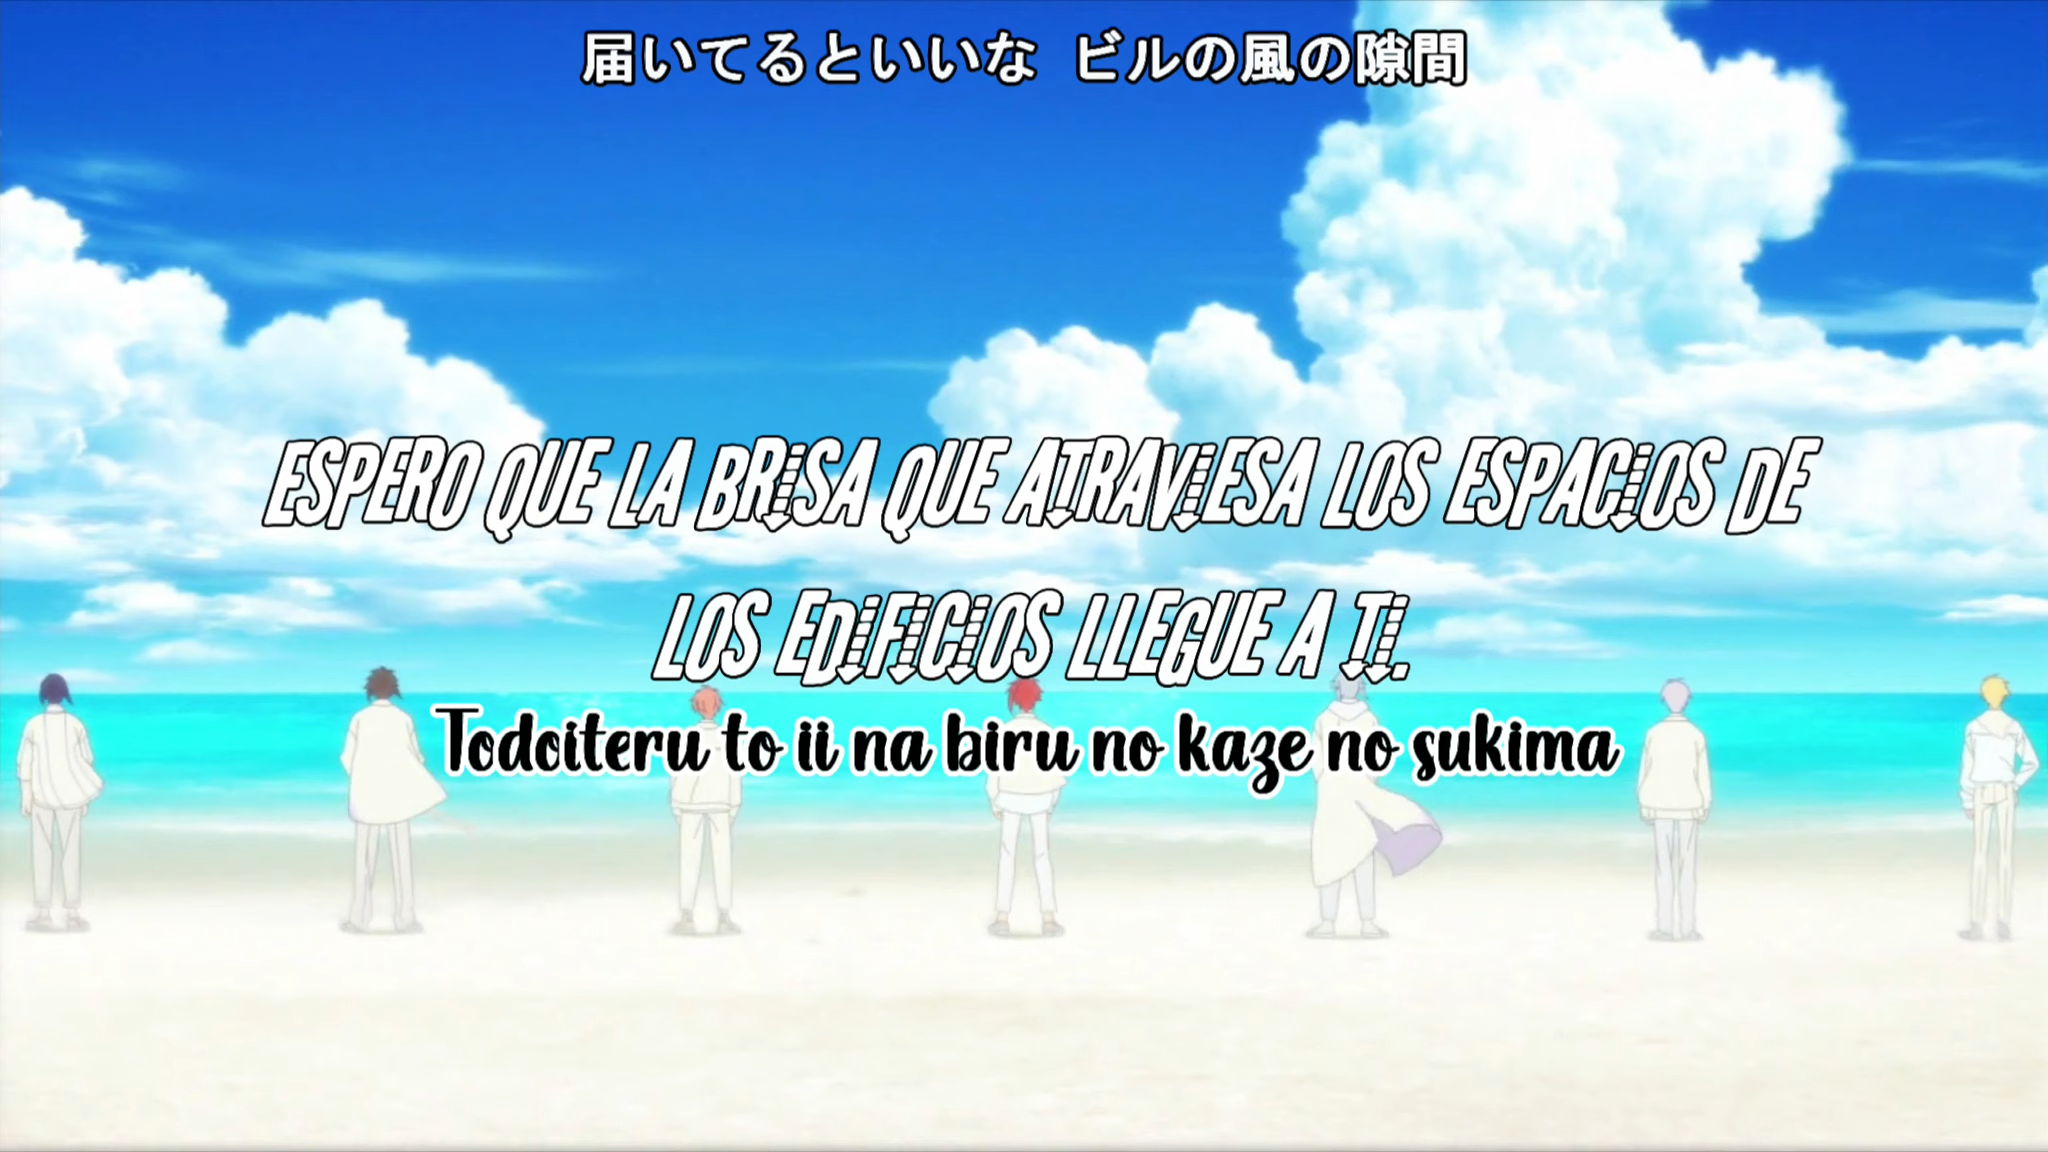 届いてるといいな ビルの風の隙間
ESPERO QUE LA BRISA QUE ATRAVIESA LOS ESPACIOS DE
LOS EDIFICIOS LLEGUE A TI.
Todoiteru to ii na biru no kaze no sukima